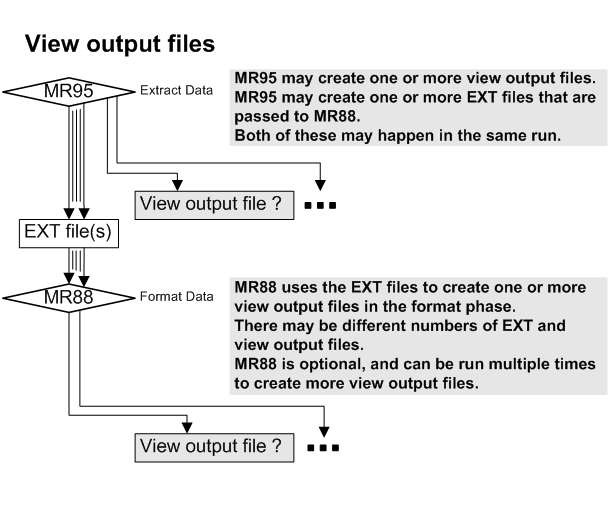 View output files
MR95
Extract Data
MR95 may create one or more view output files.
MR95 may create one or more EXT files that are
passed to MR88.
Both of these may happen in the same run.
View output file ?
EXT file(s)
MR88
Format Data
MR88 uses the EXT files to create one or more
view output files in the format phase.
There may be different numbers of EXT and
view output files.
MR88 is optional, and can be run multiple times
to create more view output files.
View output file ?